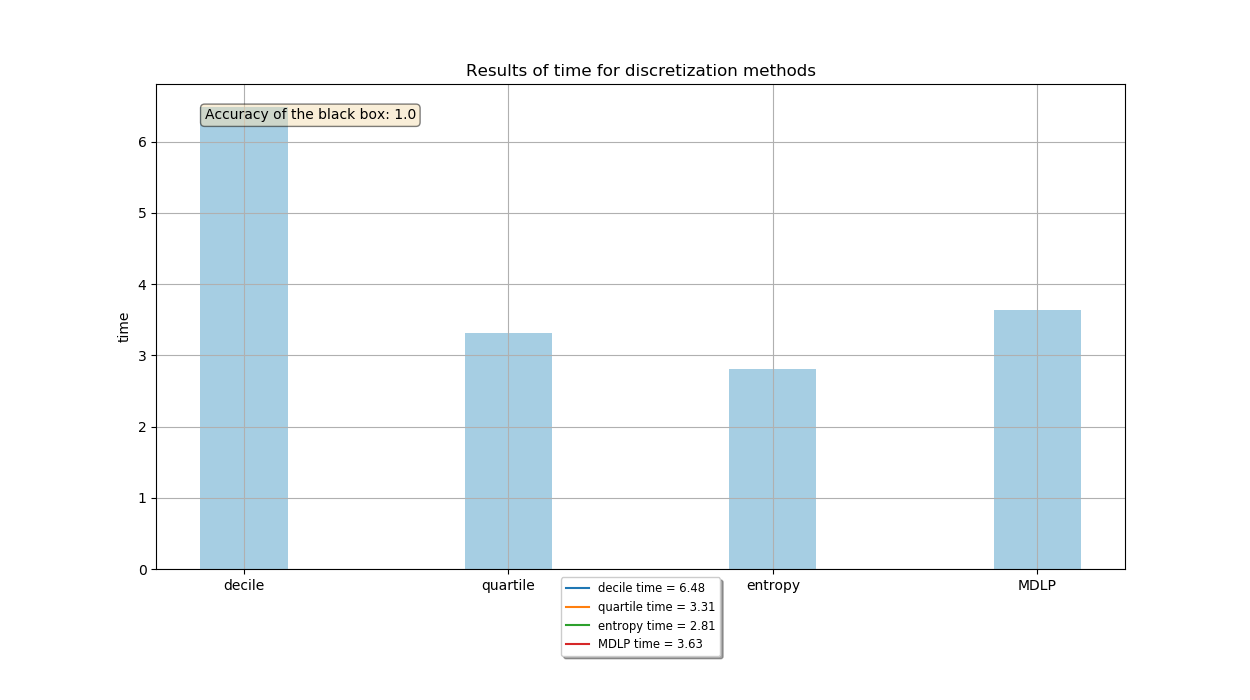 Results of time for discretization methods
Accuracy of the black box: 1.0
6
5
4
3
2
1
0
time
decile quartile entropy MDLP
decile time = 6.48
quartile time = 3.31
entropy time = 2.81
MDLP time = 3.63